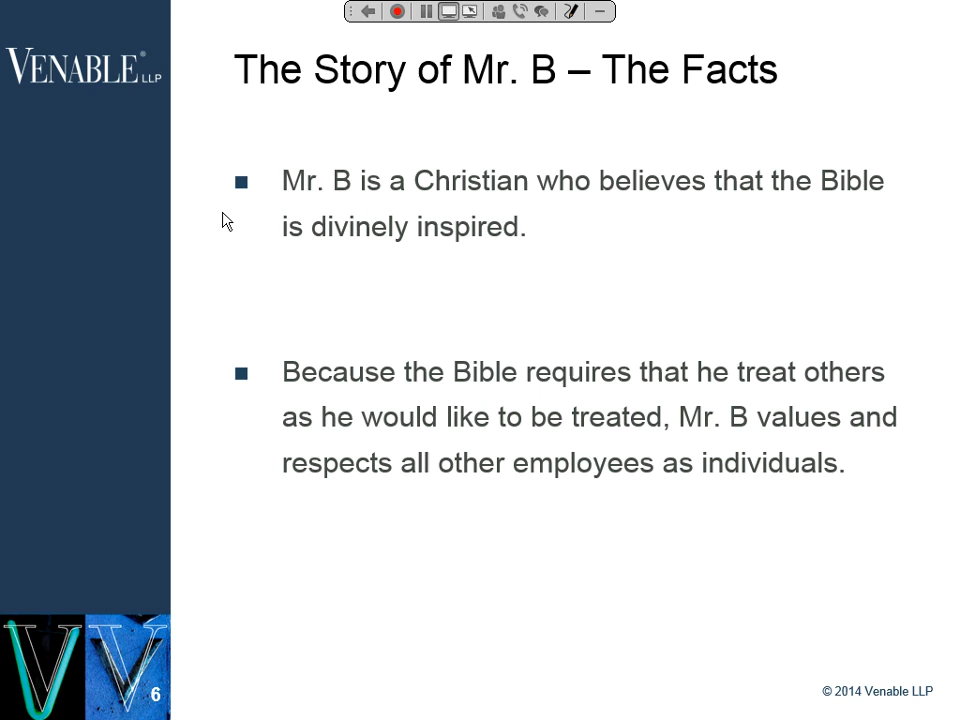 VENABLE® LLP
The Story of Mr. B – The Facts
■ Mr. B is a Christian who believes that the Bible
is divinely inspired.
■ Because the Bible requires that he treat others
as he would like to be treated, Mr. B values and
respects all other employees as individuals.
V V
6
© 2014 Venable LLP